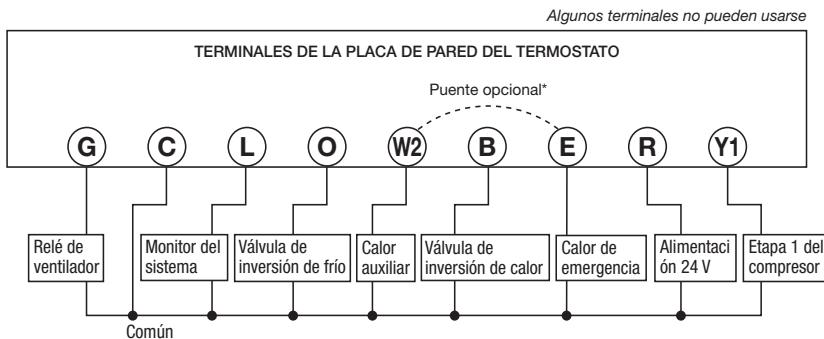 Algunos terminales no pueden usarse
TERMINALES DE LA PLACA DE PARED DEL TERMOSTATO
Puente opcional*
G C L O W2 B E R Y1
Relé de
ventilador
Monitor del
sistema
Válvula de
inversión de frío
Calor
auxiliar
Válvula de
inversión de calor
Calor de
emergencia
Alimentaci
ón 24 V
Etapa 1 del
compresor
Común